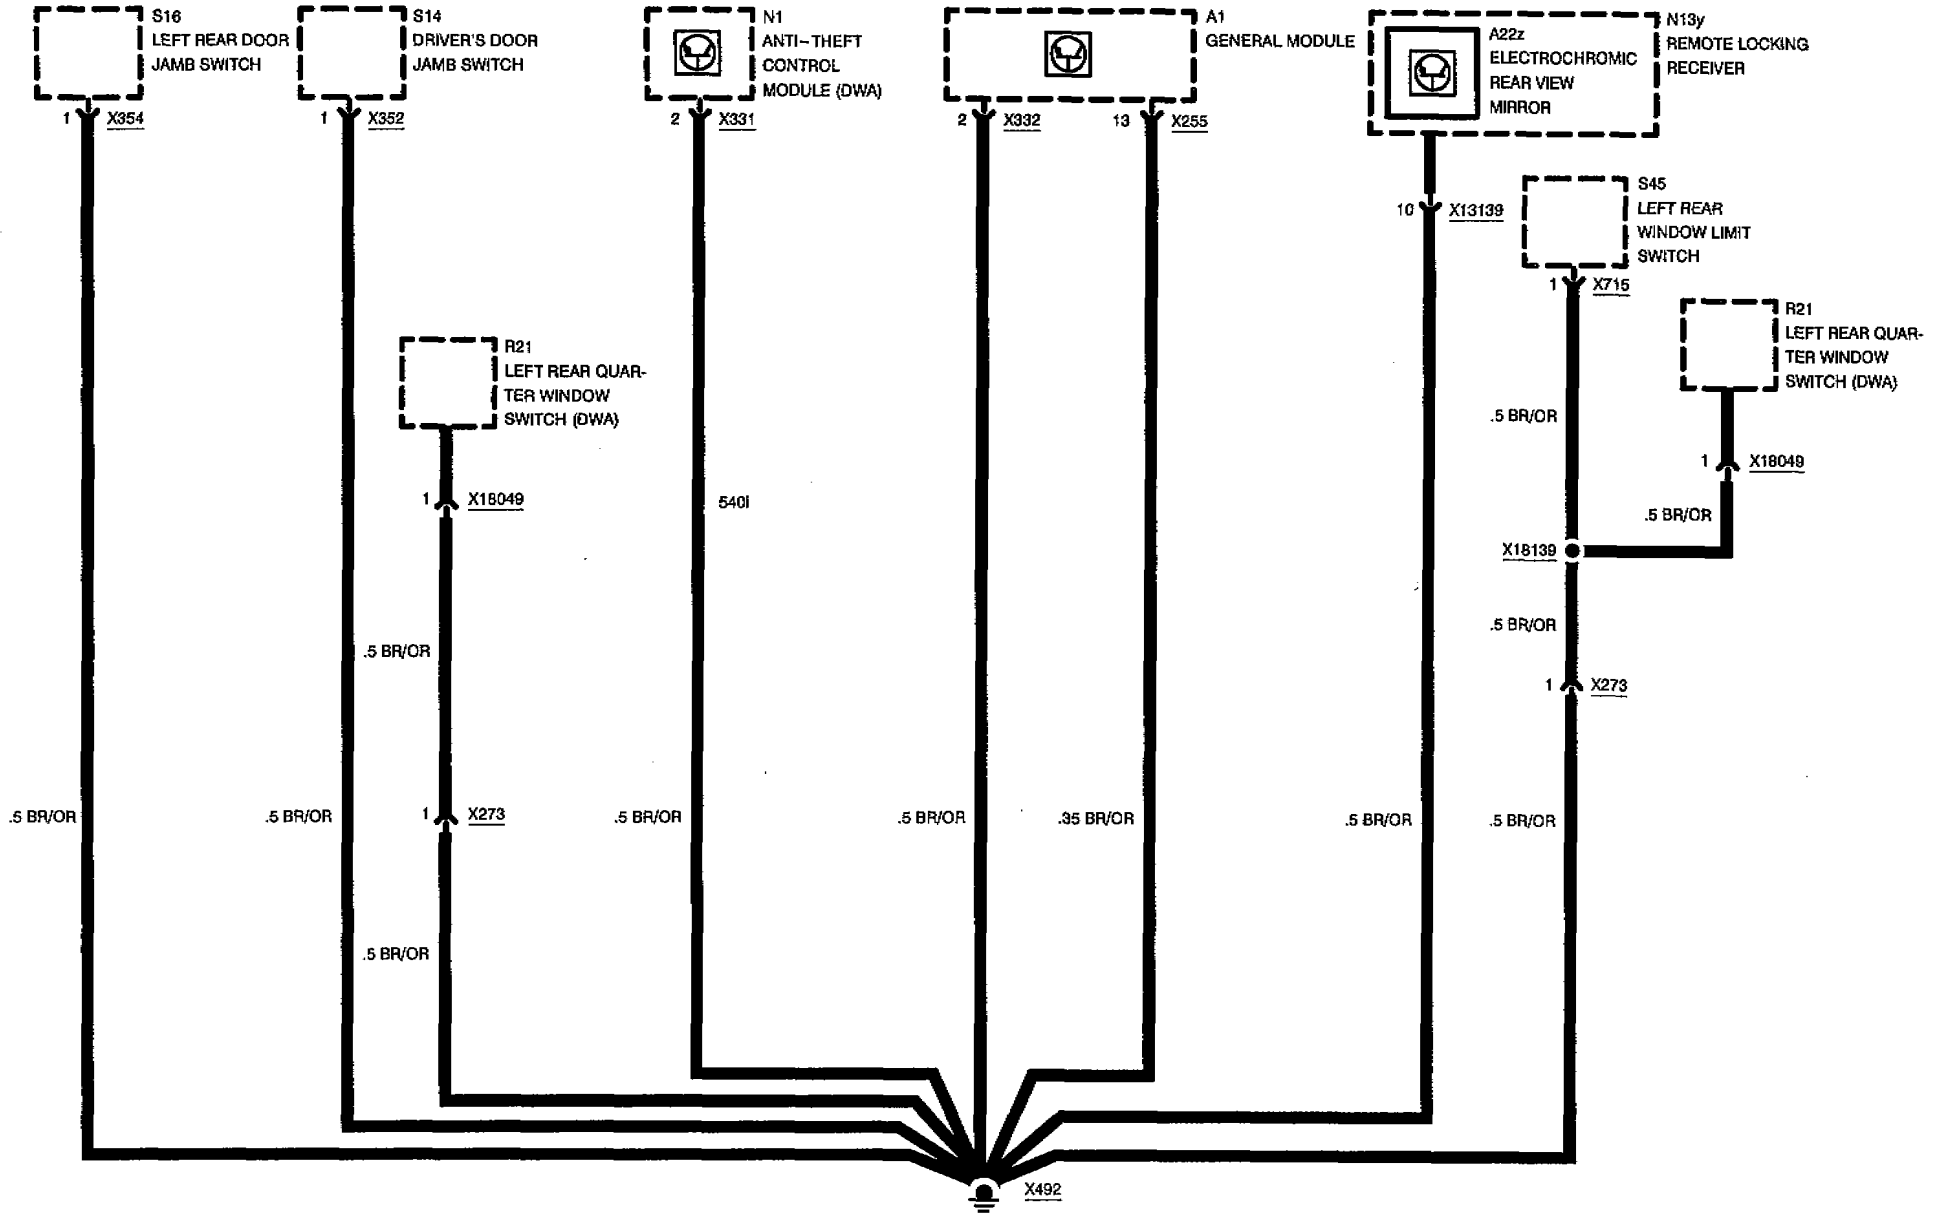 S16
LEFT REAR DOOR
JAMB SWITCH
1
X354
S14
DRIVER'S DOOR
JAMB SWITCH
1
X352
N1
ANTI-THEFT
CONTROL
MODULE (DWA)
2
X331
A1
GENERAL MODULE
2
X332
13
X255
N13y
REMOTE LOCKING
RECEIVER
A22z
ELECTROCHROMIC
REAR VIEW
MIRROR
10
X13139
S45
LEFT REAR
WINDOW LIMIT
SWITCH
1
X715
R21
LEFT REAR QUAR-
TER WINDOW
SWITCH (DWA)
R21
LEFT REAR QUAR-
TER WINDOW
SWITCH (DWA)
.5 BR/OR
1
X18049
1
X18049
540I
.5 BR/OR
X18139
.5 BR/OR
.5 BR/OR
1
X273
1
X273
.5 BR/OR
.5 BR/OR
.5 BR/OR
.5 BR/OR
.35 BR/OR
.5 BR/OR
.5 BR/OR
.5 BR/OR
X492